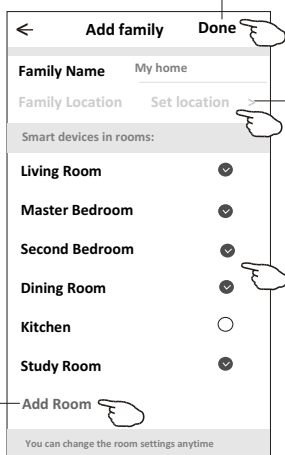 Add family Done
Family Name My home
Family Location Set location >
Smart devices in rooms:
Living Room
Master Bedroom
Second Bedroom
Dining Room
Kitchen
Study Room
Add Room
You can change the room settings anytime